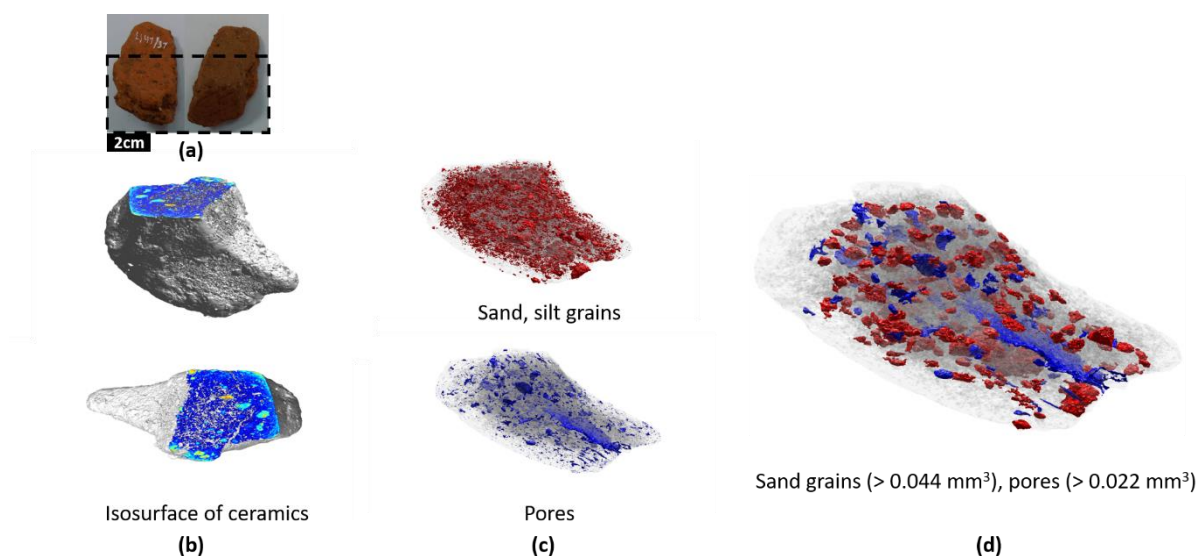 2cm
(a)
Sand, silt grains
Isosurface of ceramics
Pores
Sand grains (> 0.044 mm³), pores (> 0.022 mm³)
(b)
(c)
(d)